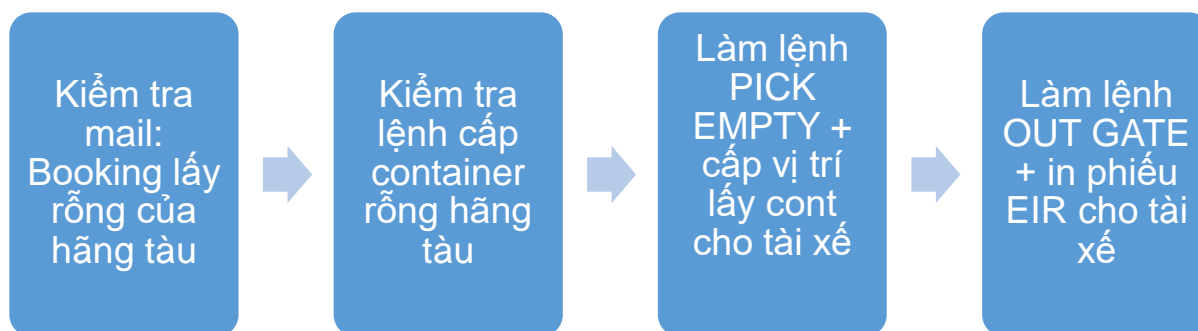 Kiểm tra
mail:
Booking lấy
rỗng của
hãng tàu
Kiểm tra
lệnh cấp
container
rỗng hãng
tàu
Làm lệnh
PICK
EMPTY +
cấp vị trí
lấy cont
cho tài xế
Làm lệnh
OUT GATE
+ in phiếu
EIR cho tài
xế